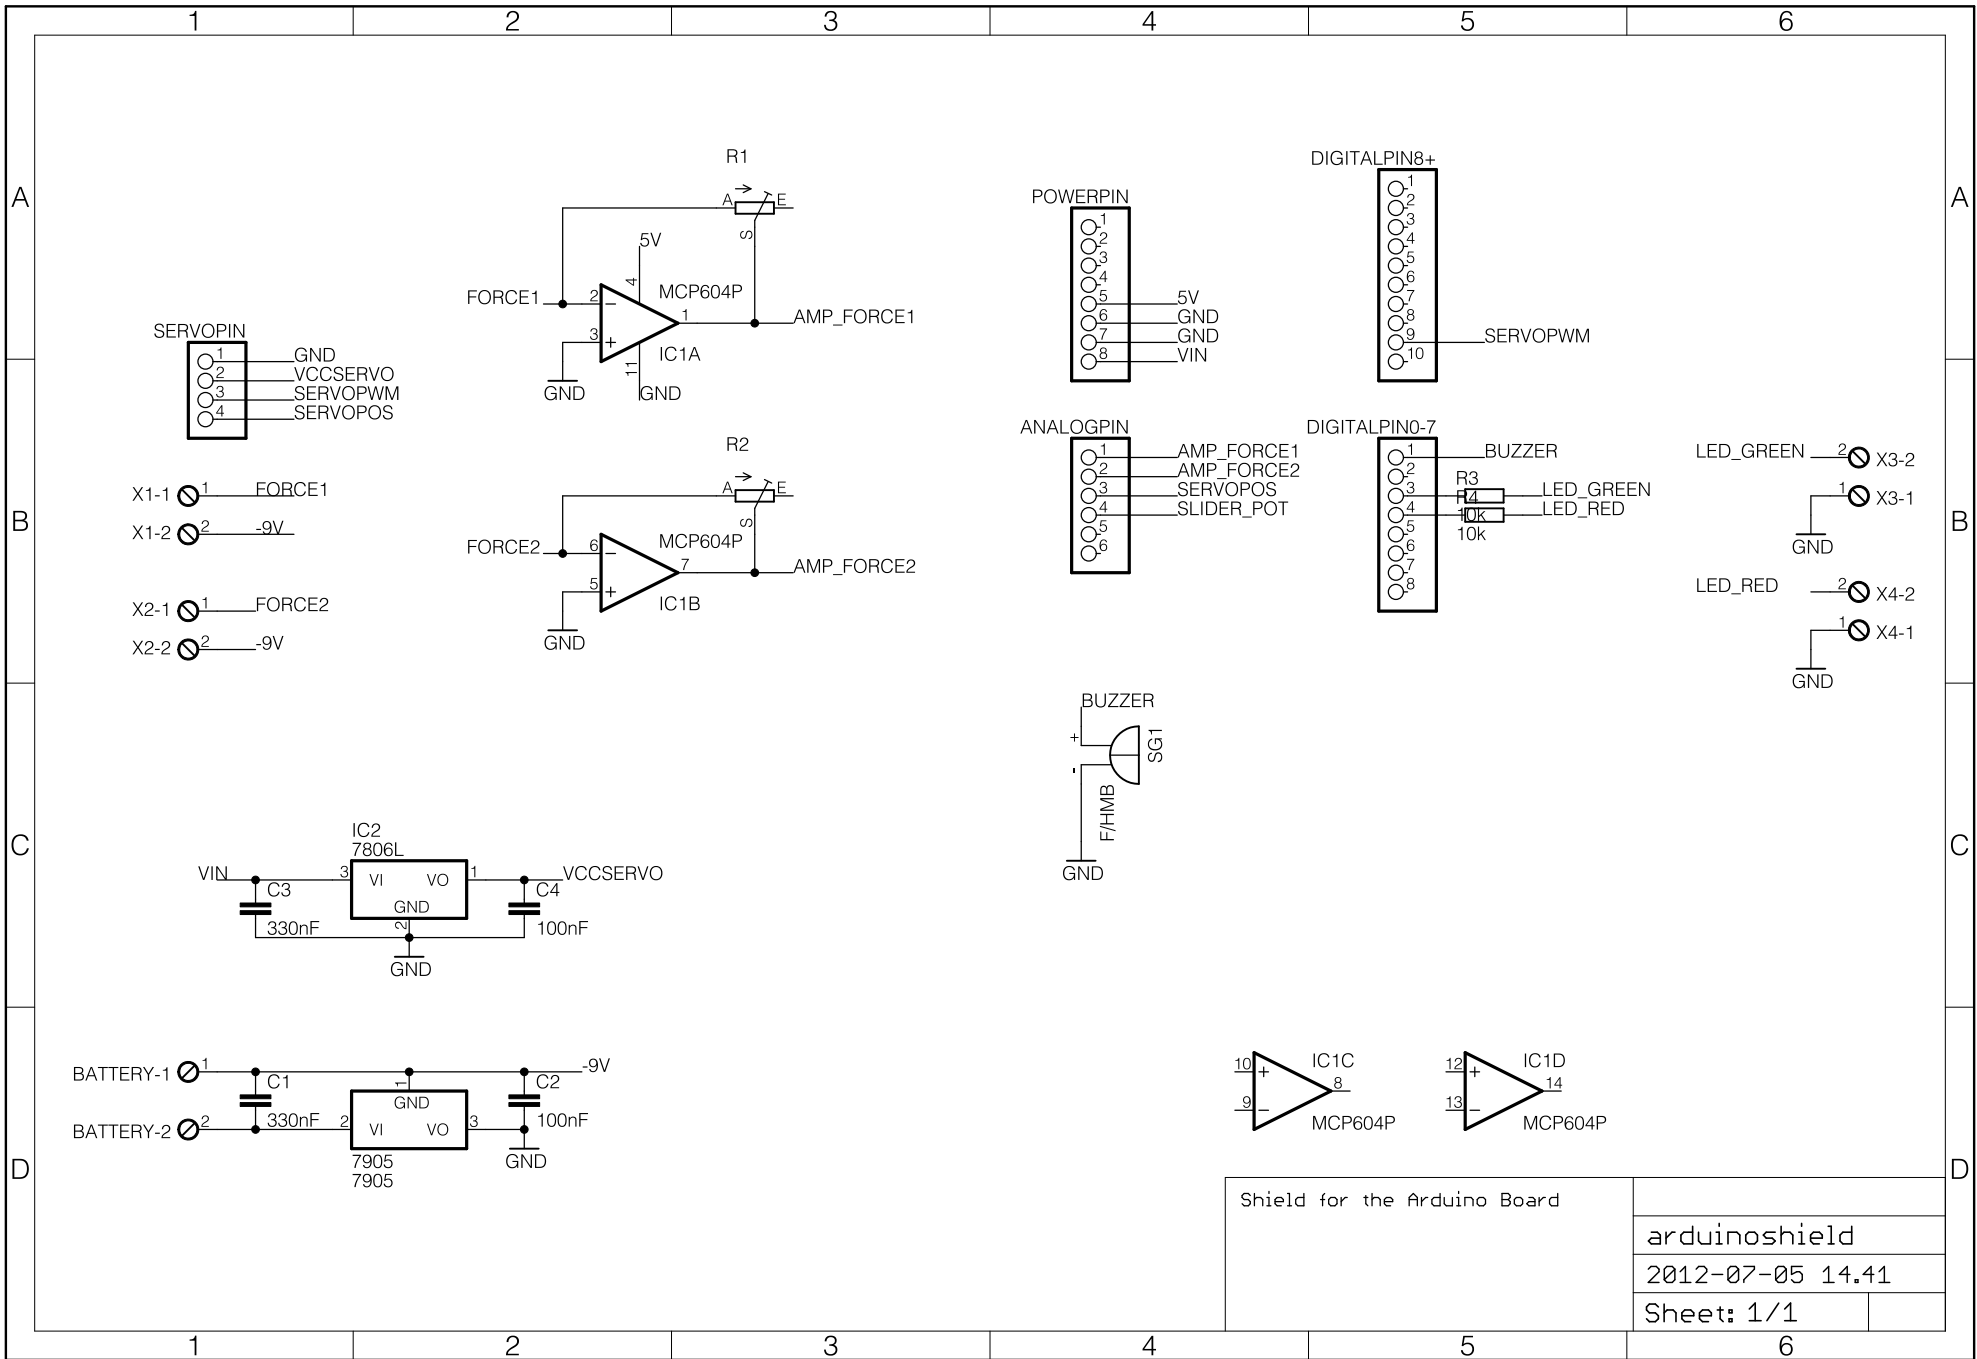 1 2 3 4 5 6
A A
B B
C C
D D
1 2 3 4 5 6
SERVOPIN
1 GND
2 VCCSERVO
3 SERVOPWM
4 SERVOPOS
X1-1 1 FORCE1
X1-2 2 -9V
X2-1 1 FORCE2
X2-2 2 -9V
R1
A E
S
5V
4
FORCE1 2 -
MCP604P
1 AMP_FORCE1
3 +
IC1A
11
GND GND
R2
A E
S
FORCE2 6 -
MCP604P
7 AMP_FORCE2
5 +
IC1B
GND
POWERPIN
1
2
3
4
5 5V
6 GND
7 GND
8 VIN
ANALOGPIN
1 AMP_FORCE1
2 AMP_FORCE2
3 SERVOPOS
4 SLIDER_POT
5
6
DIGITALPIN8+
1
2
3
4
5
6
7
8
9 SERVOPWM
10
DIGITALPIN0-7
1 BUZZER
2
R3
3 LED_GREEN
R4
4 LED_RED
10k
10k
5
6
7
8
LED_GREEN 2 X3-2
1 X3-1
GND
LED_RED 2 X4-2
1 X4-1
GND
BUZZER
+
-
SG1
F/HMB
GND
IC2
7806L
VIN 3 VI VO 1 VCCSERVO
C3 GND C4
330nF 2 100nF
GND
BATTERY-1 1 -9V
C1 1 C2
GND
BATTERY-2 2 330nF 2 VI VO 3 100nF
7905
7905
GND
10 + IC1C
8
9 - MCP604P
12 + IC1D
14
13 - MCP604P
Shield for the Arduino Board
arduinoshield
2012-07-05 14.41
Sheet: 1/1